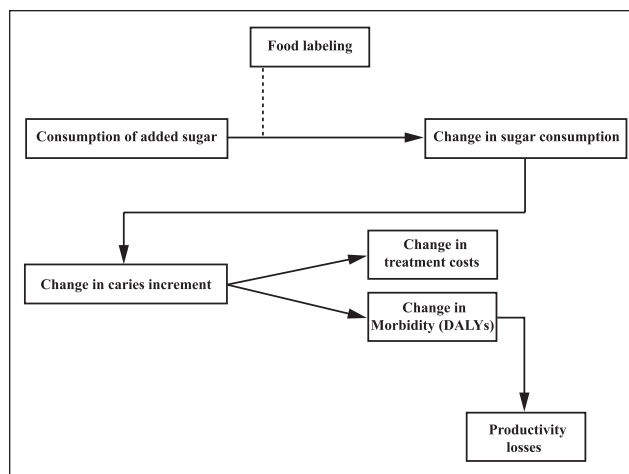 Food labeling
Consumption of added sugar
Change in sugar consumption
Change in
treatment costs
Change in caries increment
Change in
Morbidity (DALYs)
Productivity
losses